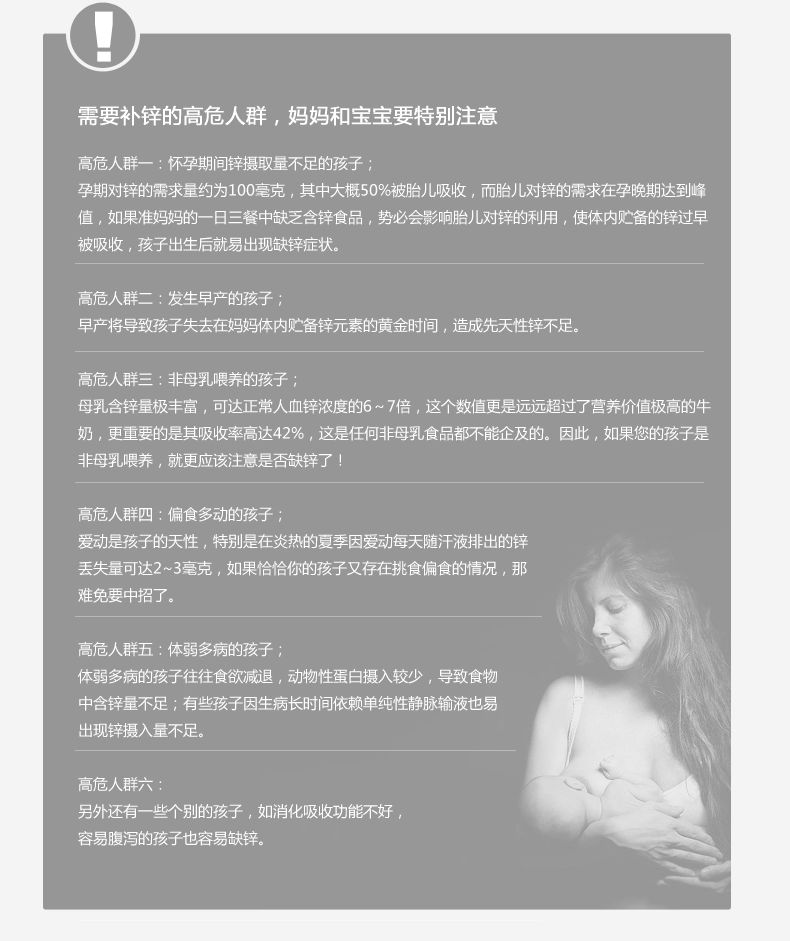 !
需要补锌的高危人群，妈妈和宝宝要特别注意
高危人群一：怀孕期间锌摄取量不足的孩子；
孕期对锌的需求量约为100毫克，其中大概50%被胎儿吸收，而胎儿对锌的需求在孕晚期达到峰
值，如果准妈妈的一日三餐中缺乏含锌食品，势必会影响胎儿对锌的利用，使体内贮备的锌过早
被吸收，孩子出生后就易出现缺锌症状。
高危人群二：发生早产的孩子；
早产将导致孩子失去在妈妈体内贮备锌元素的黄金时间，造成先天性锌不足。
高危人群三：非母乳喂养的孩子；
母乳含锌量极丰富，可达正常人血锌浓度的6～7倍，这个数值更是远远超过了营养价值极高的牛
奶，更重要的是其吸收率高达42%，这是任何非母乳食品都不能企及的。因此，如果您的孩子是
非母乳喂养，就更应该注意是否缺锌了！
高危人群四：偏食多动的孩子；
爱动是孩子的天性，特别是在炎热的夏季因爱动每天随汗液排出的锌
丢失量可达2~3毫克，如果恰恰你的孩子又存在挑食偏食的情况，那
难免要中招了。
高危人群五：体弱多病的孩子；
体弱多病的孩子往往食欲减退，动物性蛋白摄入较少，导致食物
中含锌量不足；有些孩子因生病长时间依赖单纯性静脉输液也易
出现锌摄入量不足。
高危人群六：
另外还有一些个别的孩子，如消化吸收功能不好，
容易腹泻的孩子也容易缺锌。